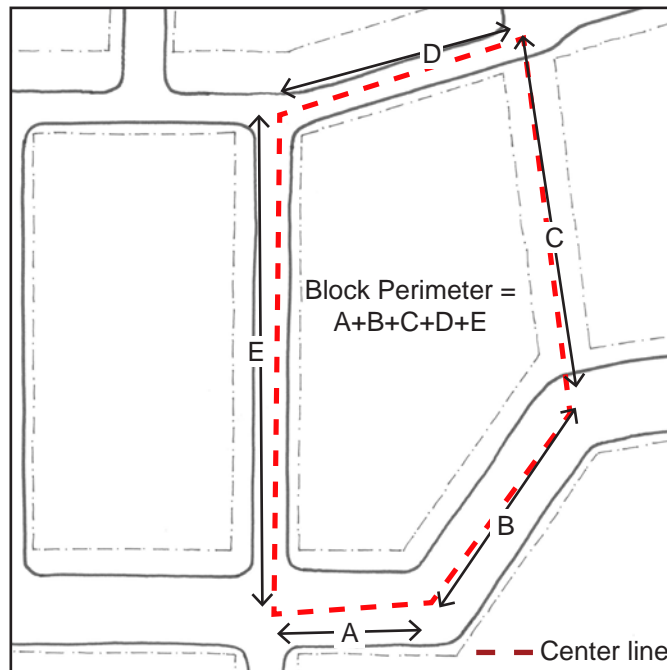 D
C
Block Perimeter =
A+B+C+D+E
E
B
A
Center line